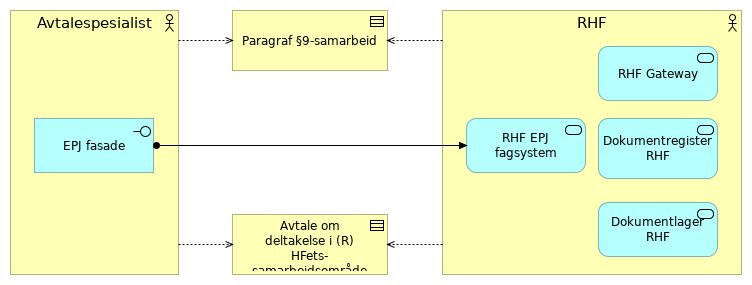 Avtalespesialist
Paragraf §9-samarbeid
RHF
RHF Gateway
EPJ fasade
RHF EPJ
fagsystem
Dokumentregister
RHF
Avtale om
deltakelse i (R)
HFets-
samarbeidsområde
Dokumentlager
RHF